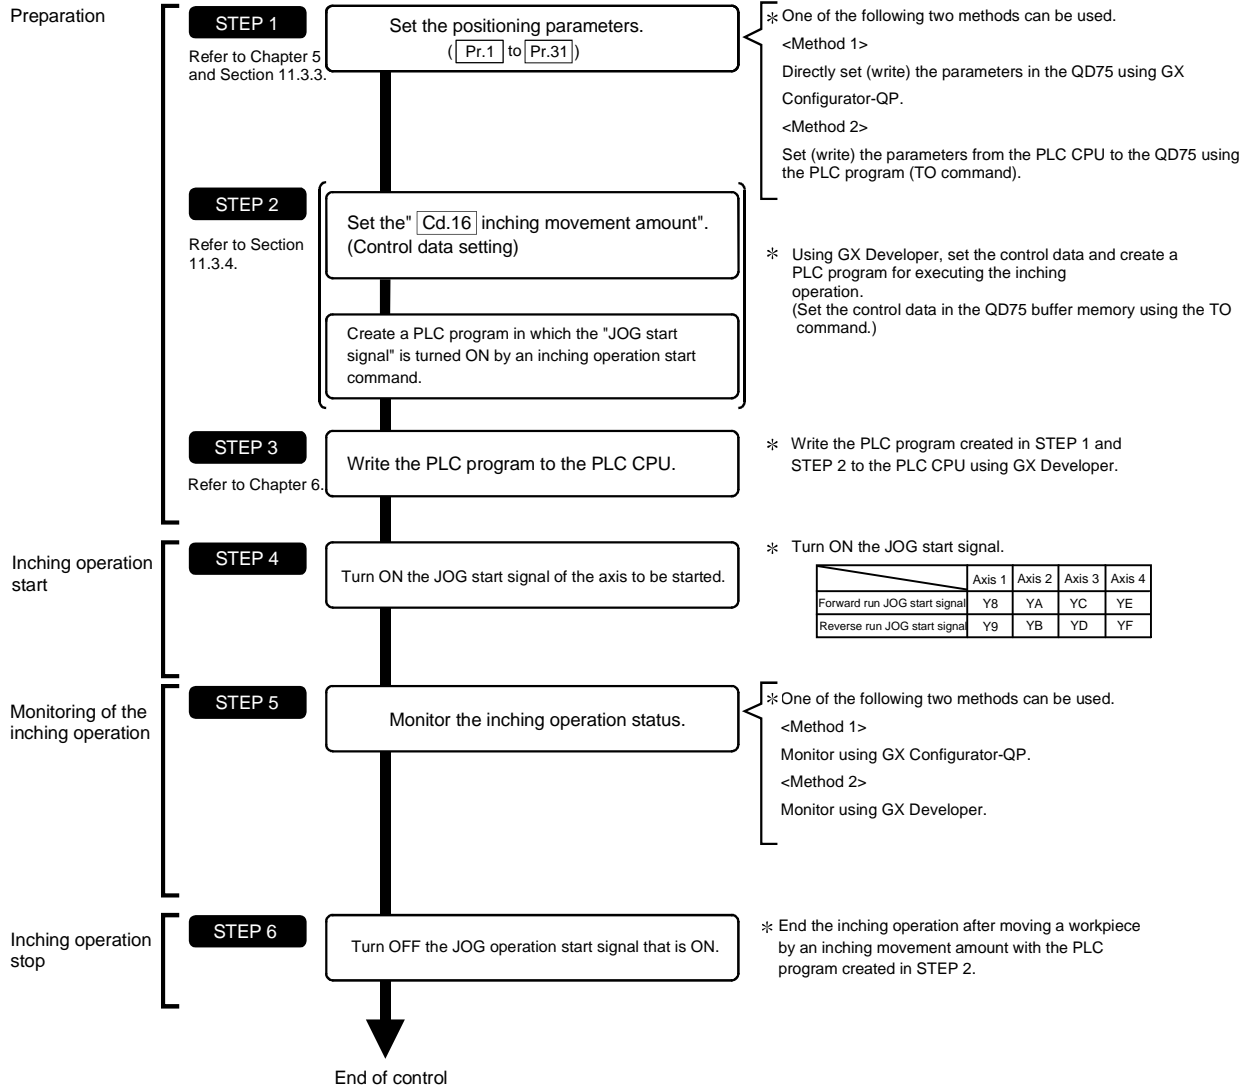 Preparation
STEP 1
Refer to Chapter 5
and Section 11.3.3.
Set the positioning parameters.
( Pr.1 to Pr.31 )
* One of the following two methods can be used.
<Method 1>
Directly set (write) the parameters in the QD75 using GX
Configurator-QP.
<Method 2>
Set (write) the parameters from the PLC CPU to the QD75 using
the PLC program (TO command).
STEP 2
Refer to Section
11.3.4.
Set the" Cd.16 inching movement amount".
(Control data setting)
Create a PLC program in which the "JOG start
signal" is turned ON by an inching operation start
command.
* Using GX Developer, set the control data and create a
PLC program for executing the inching
operation.
(Set the control data in the QD75 buffer memory using the TO
command.)
STEP 3
Refer to Chapter 6.
Write the PLC program to the PLC CPU.
* Write the PLC program created in STEP 1 and
STEP 2 to the PLC CPU using GX Developer.
Inching operation
start
STEP 4
Turn ON the JOG start signal of the axis to be started.
* Turn ON the JOG start signal.
Axis 1 Axis 2 Axis 3 Axis 4
Forward run JOG start signal Y8 YA YC YE
Reverse run JOG start signal Y9 YB YD YF
Monitoring of the
inching operation
STEP 5
Monitor the inching operation status.
* One of the following two methods can be used.
<Method 1>
Monitor using GX Configurator-QP.
<Method 2>
Monitor using GX Developer.
Inching operation
stop
STEP 6
Turn OFF the JOG operation start signal that is ON.
* End the inching operation after moving a workpiece
by an inching movement amount with the PLC
program created in STEP 2.
End of control